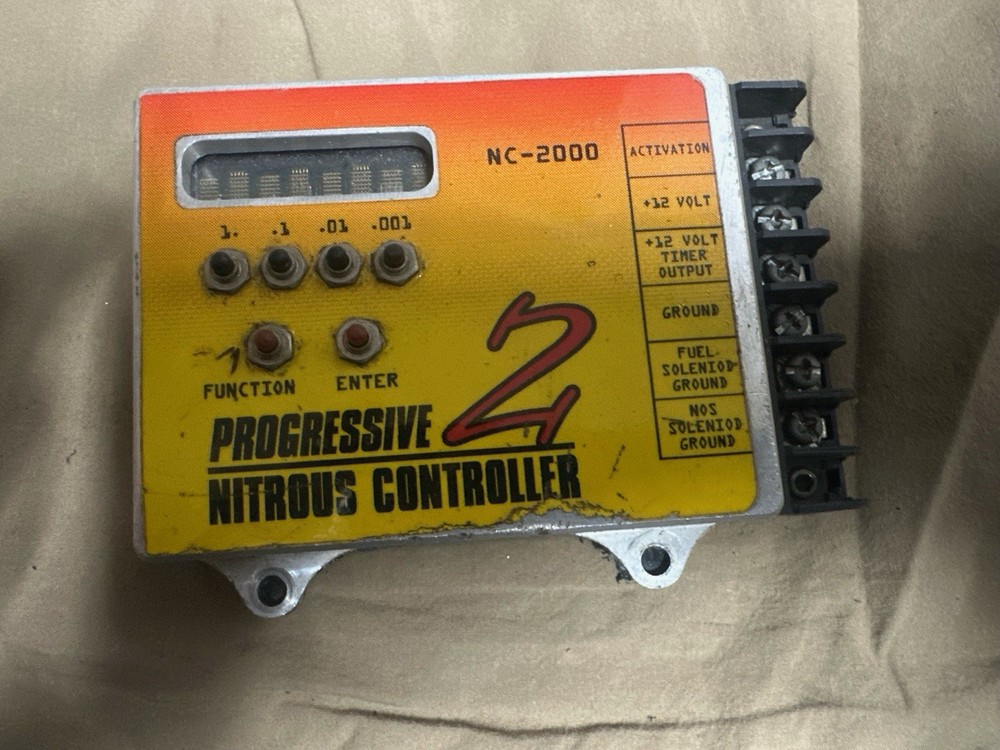 NC-2000
1. .1 .01 .001
FUNCTION ENTER
2
PROGRESSIVE
NITROUS CONTROLLER
ACTIVATION
+12 VOLT
+12 VOLT
TIMER
OUTPUT
GROUND
FUEL
SOLENIOD
GROUND
NOS
SOLENIOD
GROUND